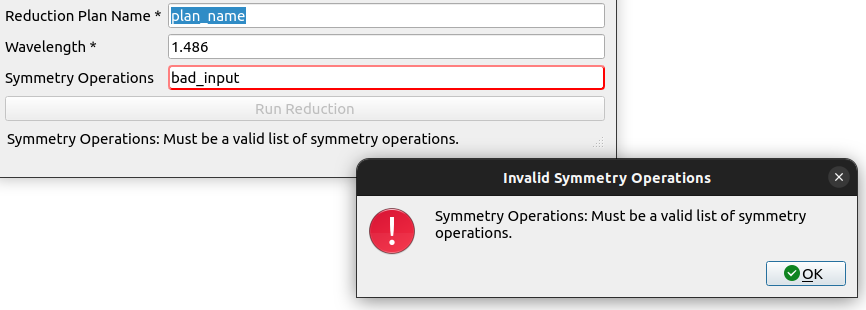 Reduction Plan Name * plan_name
Wavelength * 1.486
Symmetry Operations bad_input
Run Reduction
Symmetry Operations: Must be a valid list of symmetry operations.
Invalid Symmetry Operations
Symmetry Operations: Must be a valid list of symmetry
operations.
OK